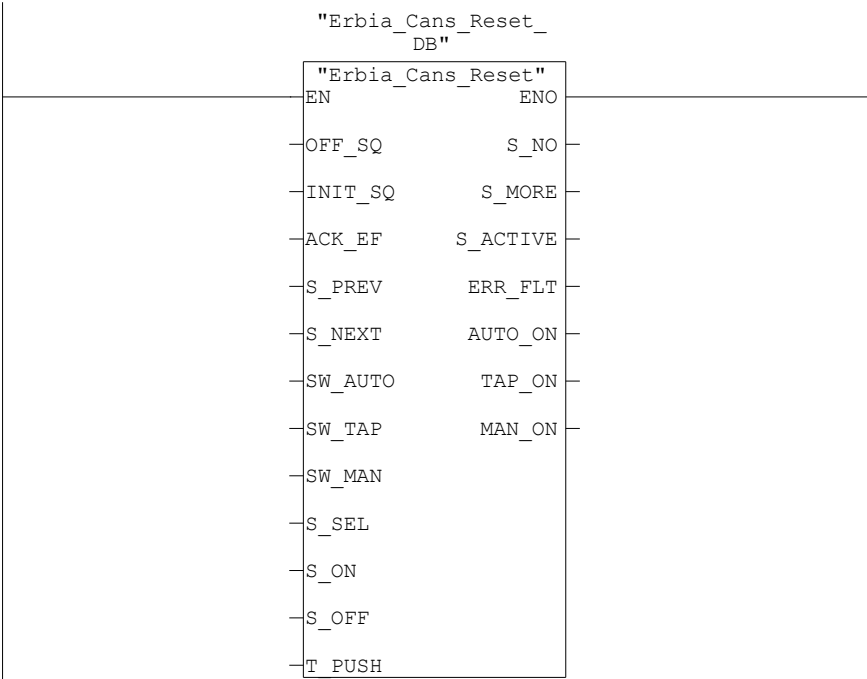 "Erbia_Cans_Reset_
DB"
"Erbia_Cans_Reset"
EN ENO
OFF_SQ S_NO
INIT_SQ S_MORE
ACK_EF S_ACTIVE
S_PREV ERR_FLT
S_NEXT AUTO_ON
SW_AUTO TAP_ON
SW_TAP MAN_ON
SW_MAN
S_SEL
S_ON
S_OFF
T_PUSH